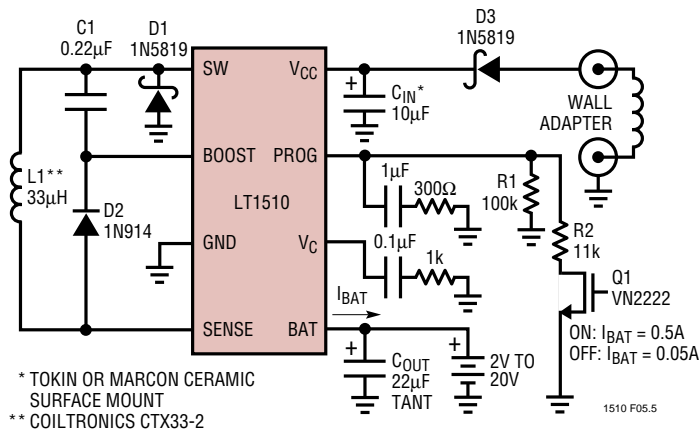 C1
0.22µF
D1
1N5819
D3
1N5819
SW
VCC
+
CIN*
10µF
WALL
ADAPTER
BOOST
PROG
L1**
33µH
D2
1N914
LT1510
1µF
300Ω
R1
100k
R2
11k
GND
VC
0.1µF
1k
Q1
VN2222
IBAT
SENSE
BAT
ON: IBAT = 0.5A
OFF: IBAT = 0.05A
+
COUT
22µF
TANT
+
2V TO
20V
* TOKIN OR MARCON CERAMIC
SURFACE MOUNT
** COILTRONICS CTX33-2
1510 F05.5